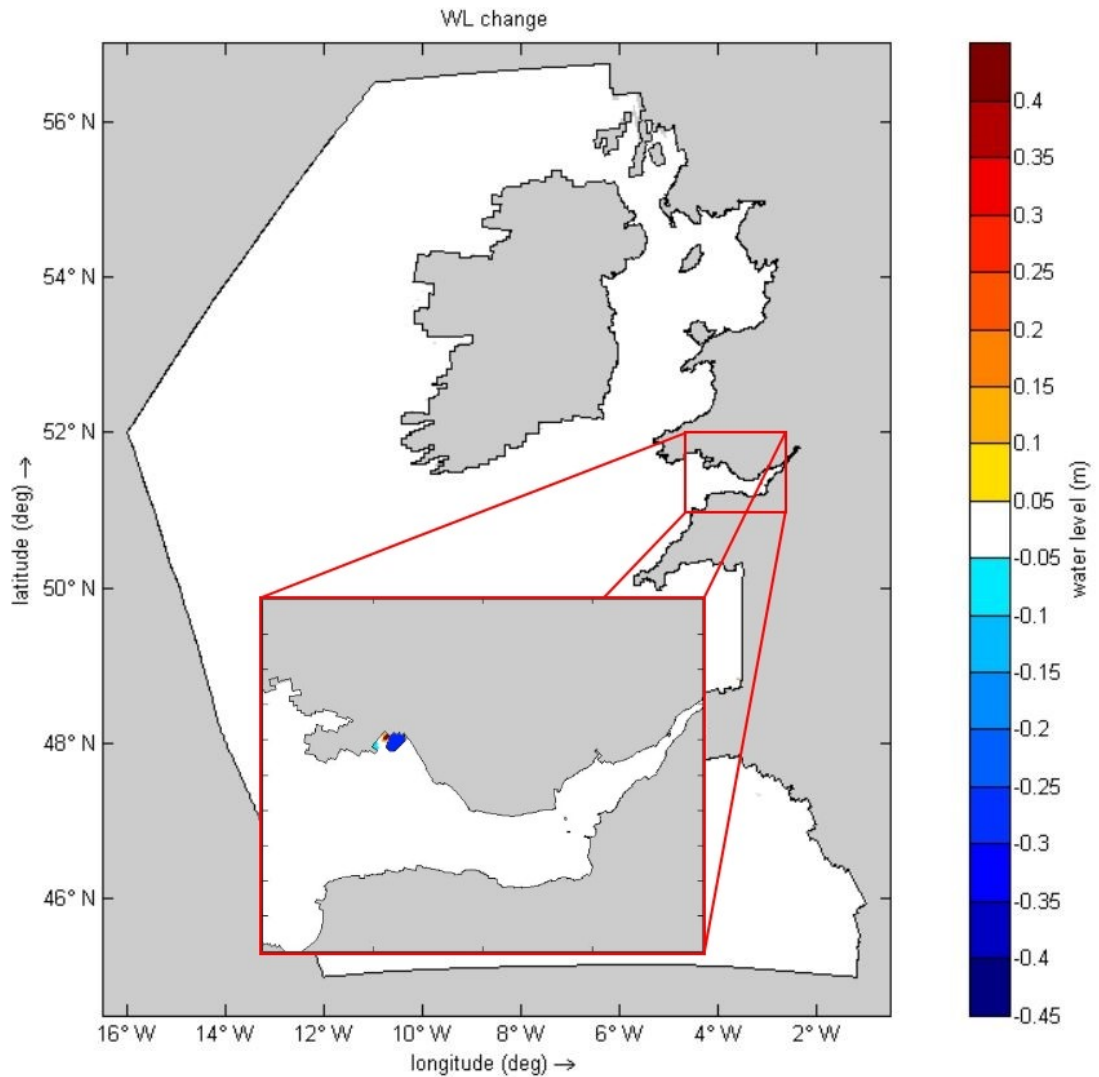 WL change
56° N
54° N
52° N
50° N
48° N
46° N
latitude (deg) →
16° W
14° W
12° W
10° W
8° W
6° W
4° W
2° W
longitude (deg) →
0.4
0.35
0.3
0.25
0.2
0.15
0.1
0.05
-0.05
-0.1
-0.15
-0.2
-0.25
-0.3
-0.35
-0.4
-0.45
water level (m)